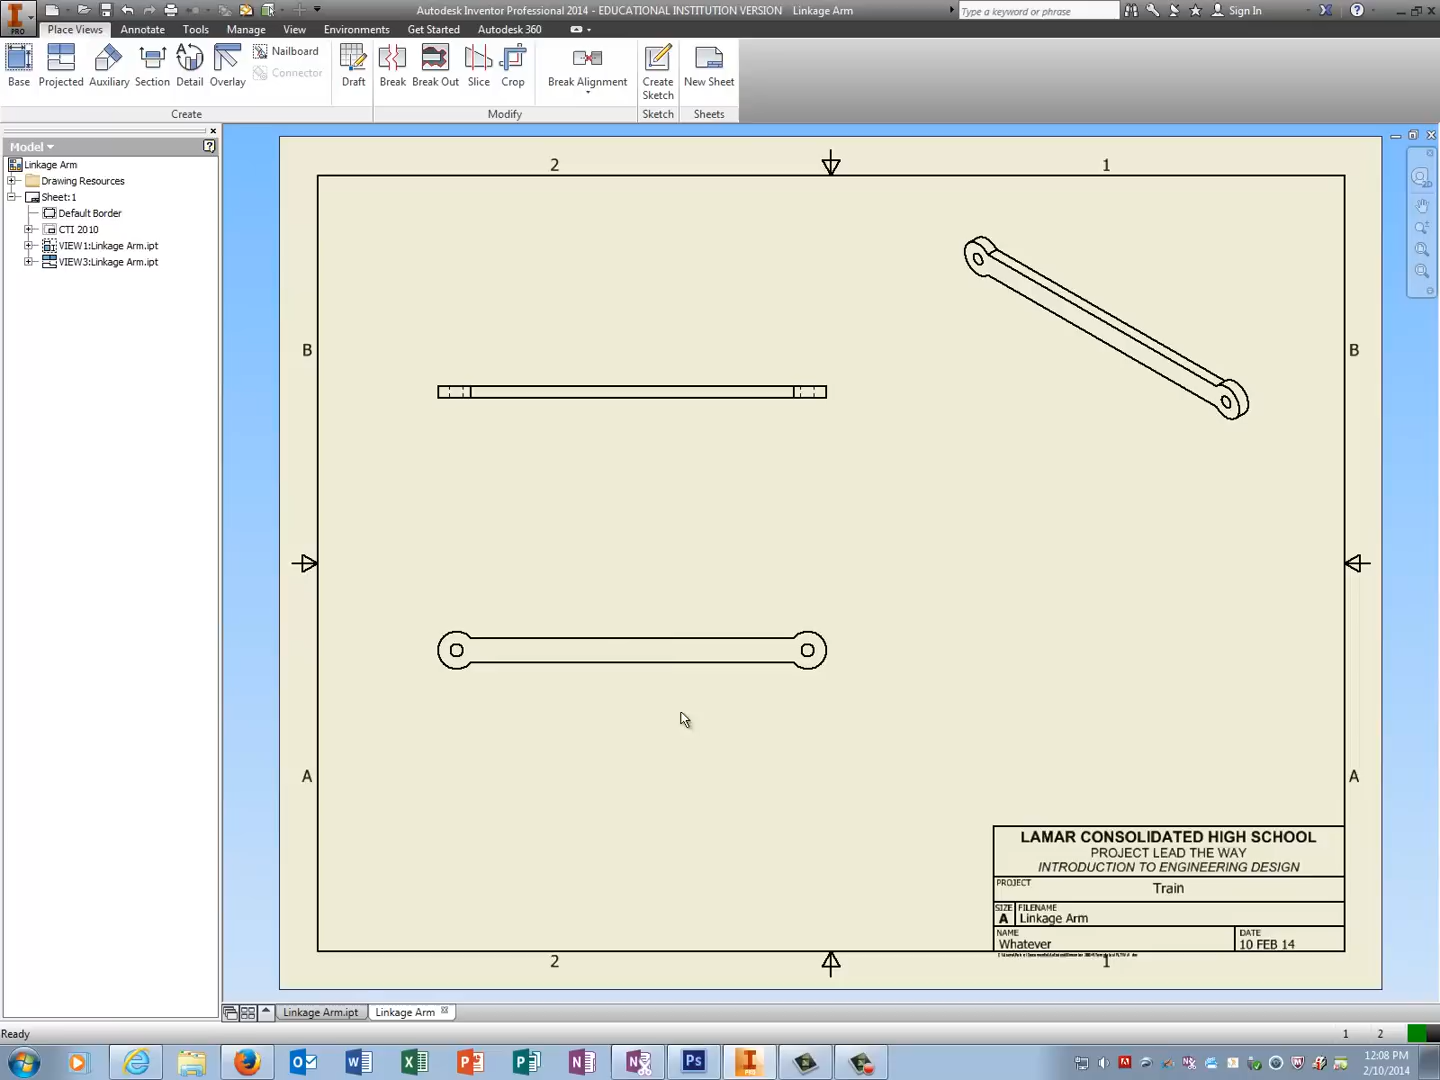 PRO
Autodesk Inventor Professional 2014 - EDUCATIONAL INSTITUTION VERSION Linkage Arm
Type a keyword or phrase
Sign In
Place Views Annotate Tools Manage View Environments Get Started Autodesk 360
Base Projected Auxiliary Section Detail Overlay
Nailboard
Connector
Draft Break Break Out Slice Crop Break Alignment Create Sketch New Sheet
Create Modify Sketch Sheets
Model
Linkage Arm
Drawing Resources
Sheet:1
Default Border
CTI 2010
VIEW1:Linkage Arm.ipt
VIEW3:Linkage Arm.ipt
2 1
B B
A A
LAMAR CONSOLIDATED HIGH SCHOOL
PROJECT LEAD THE WAY
INTRODUCTION TO ENGINEERING DESIGN
PROJECT
Train
SIZE FILENAME
A Linkage Arm
NAME DATE
Whatever 10 FEB 14
2 1
Linkage Arm.ipt Linkage Arm
Ready 1 2
12:08 PM
2/10/2014